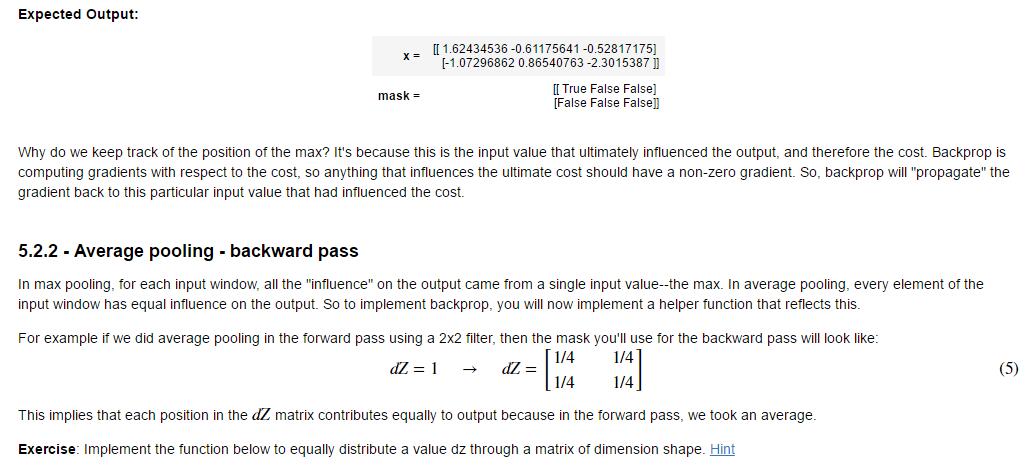 Expected Output:
x = [[ 1.62434536 -0.61175641 -0.52817175]
[-1.07296862 0.86540763 -2.3015387 ]]
mask = [[ True False False]
[False False False]]
Why do we keep track of the position of the max? It's because this is the input value that ultimately influenced the output, and therefore the cost. Backprop is
computing gradients with respect to the cost, so anything that influences the ultimate cost should have a non-zero gradient. So, backprop will "propagate" the
gradient back to this particular input value that had influenced the cost.
5.2.2 - Average pooling - backward pass
In max pooling, for each input window, all the "influence" on the output came from a single input value--the max. In average pooling, every element of the
input window has equal influence on the output. So to implement backprop, you will now implement a helper function that reflects this.
For example if we did average pooling in the forward pass using a 2x2 filter, then the mask you'll use for the backward pass will look like:
dZ = 1 → dZ = [1/4 1/4
1/4 1/4] (5)
This implies that each position in the dZ matrix contributes equally to output because in the forward pass, we took an average.
Exercise: Implement the function below to equally distribute a value dz through a matrix of dimension shape. Hint